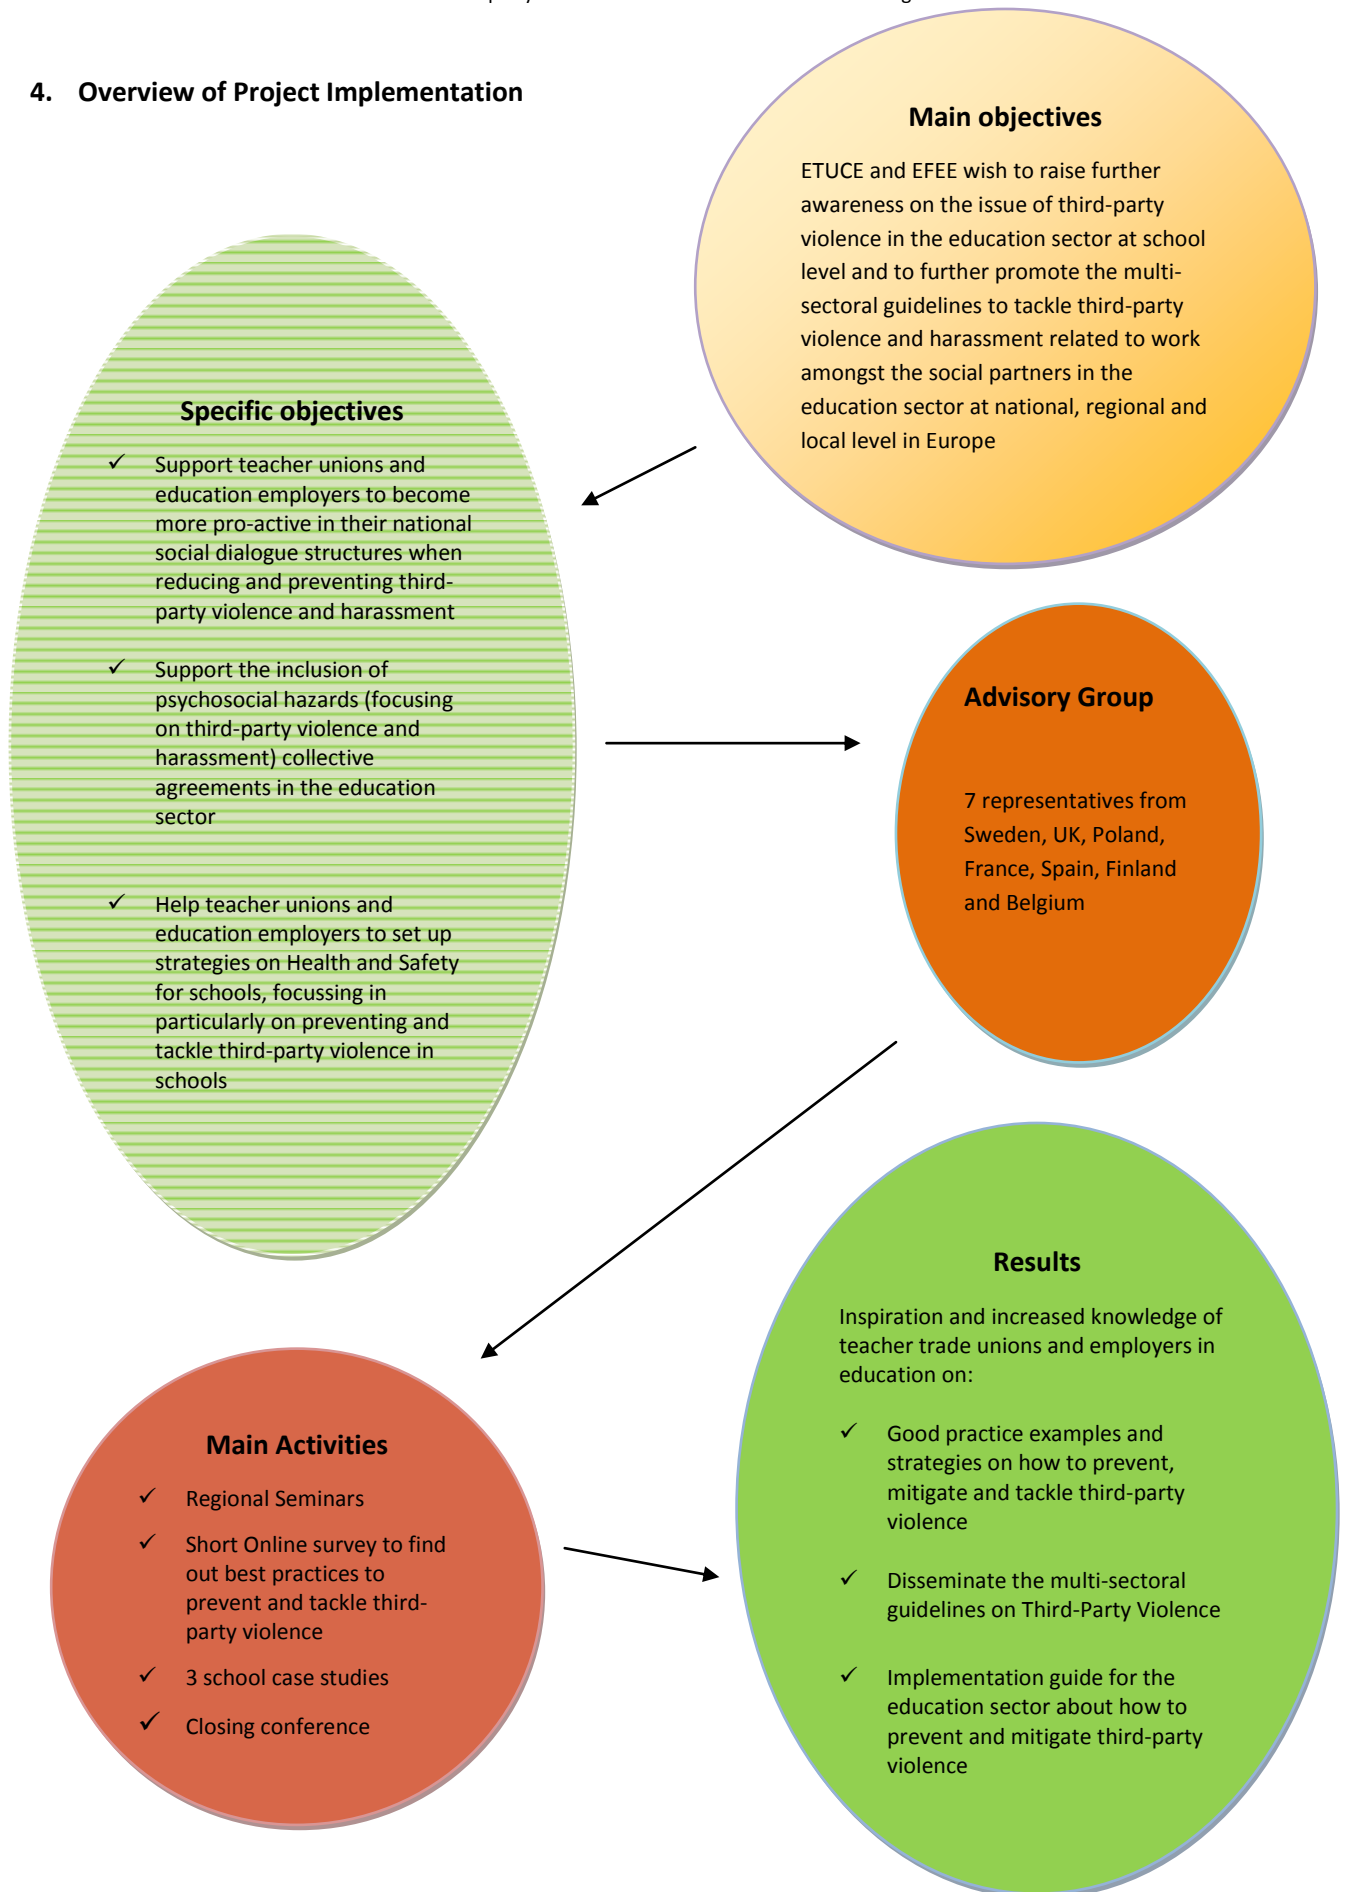 4. Overview of Project Implementation
Main objectives
ETUCE and EFEE wish to raise further
awareness on the issue of third-party
violence in the education sector at school
level and to further promote the multi-
sectoral guidelines to tackle third-party
violence and harassment related to work
amongst the social partners in the
education sector at national, regional and
local level in Europe
Specific objectives
✓ Support teacher unions and
education employers to become
more pro-active in their national
social dialogue structures when
reducing and preventing third-
party violence and harassment
✓ Support the inclusion of
psychosocial hazards (focusing
on third-party violence and
harassment) collective
agreements in the education
sector
✓ Help teacher unions and
education employers to set up
strategies on Health and Safety
for schools, focussing in
particularly on preventing and
tackle third-party violence in
schools
Advisory Group
7 representatives from
Sweden, UK, Poland,
France, Spain, Finland
and Belgium
Main Activities
✓ Regional Seminars
✓ Short Online survey to find
out best practices to
prevent and tackle third-
party violence
✓ 3 school case studies
✓ Closing conference
Results
Inspiration and increased knowledge of
teacher trade unions and employers in
education on:
✓ Good practice examples and
strategies on how to prevent,
mitigate and tackle third-party
violence
✓ Disseminate the multi-sectoral
guidelines on Third-Party Violence
✓ Implementation guide for the
education sector about how to
prevent and mitigate third-party
violence